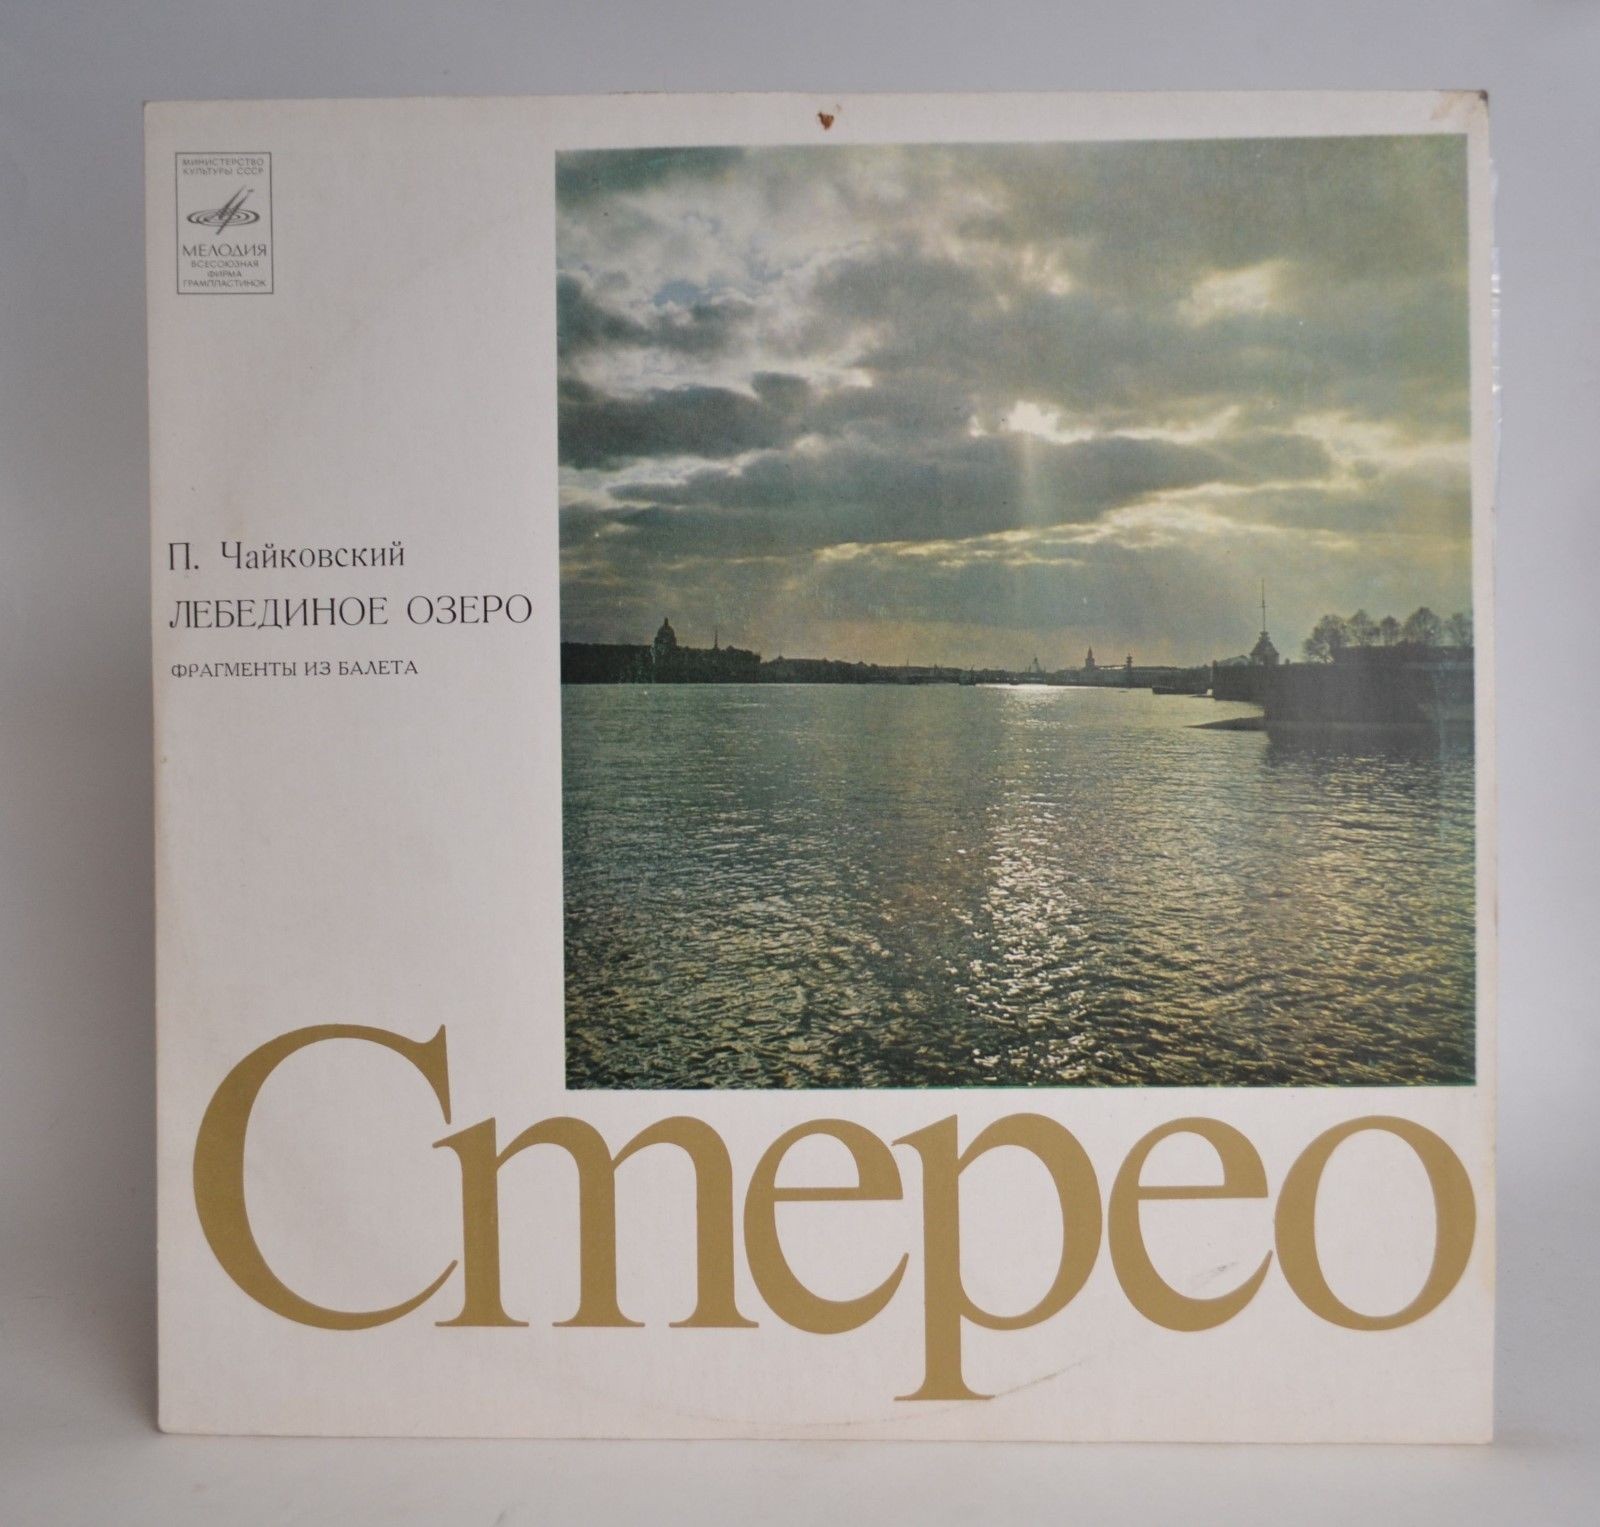 МИНИСТЕРСТВО
КУЛЬТУРЫ СССР
МЕЛОДИЯ
ВСЕСОЮЗНАЯ
ФИРМА
ГРАМПЛАСТИНОК
П. Чайковский
ЛЕБЕДИНОЕ ОЗЕРО
ФРАГМЕНТЫ ИЗ БАЛЕТА
Стерео